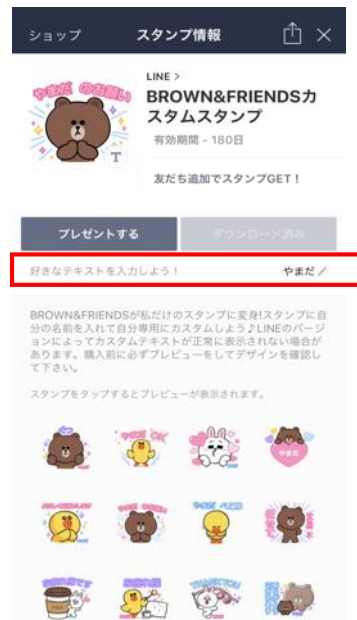 ショップ
スタンプ情報
やまだ のお願い
T
LINE >
BROWN&FRIENDSカ
スタムスタンプ
有効期間 - 180日
友だち追加でスタンプGET！
プレゼントする
ダウンロード済み
好きなテキストを入力しよう！
やまだ
BROWN&FRIENDSが私だけのスタンプに変身!スタンプに自
分の名前を入れて自分専用にカスタムしよう♪LINEのバージ
ョンによってカスタムテキストが正常に表示されない場合が
あります。購入前に必ずプレビューをしてデザインを確認し
て下さい。
スタンプをタップするとプレビューが表示されます。
やまだ OK
やまだ
THANK YOU